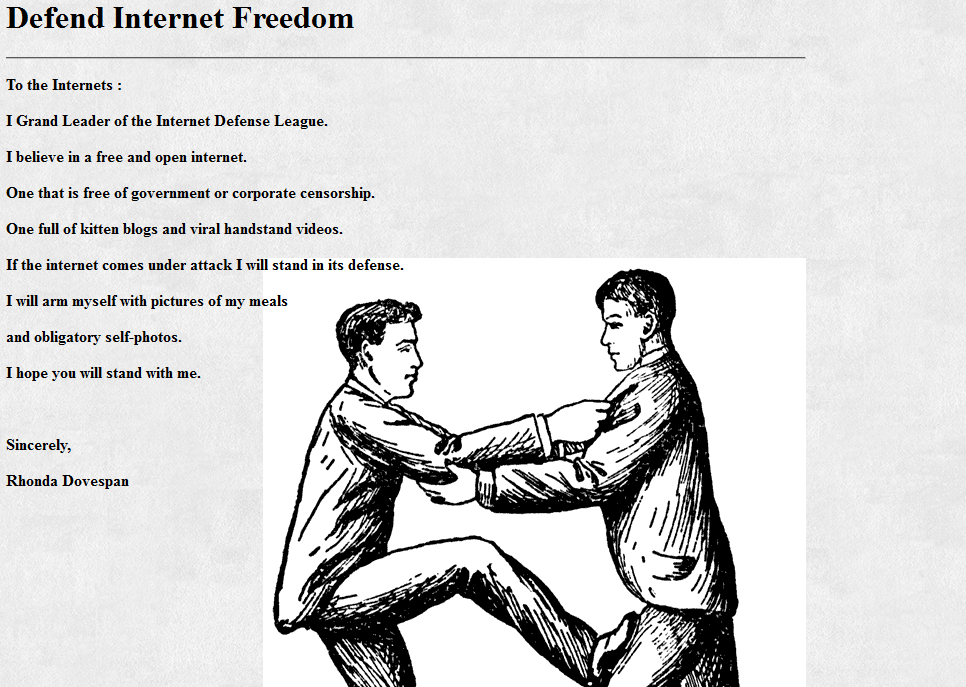 Defend Internet Freedom
To the Internets :
I Grand Leader of the Internet Defense League.
I believe in a free and open internet.
One that is free of government or corporate censorship.
One full of kitten blogs and viral handstand videos.
If the internet comes under attack I will stand in its defense.
I will arm myself with pictures of my meals
and obligatory self-photos.
I hope you will stand with me.
Sincerely,
Rhonda Dovespan